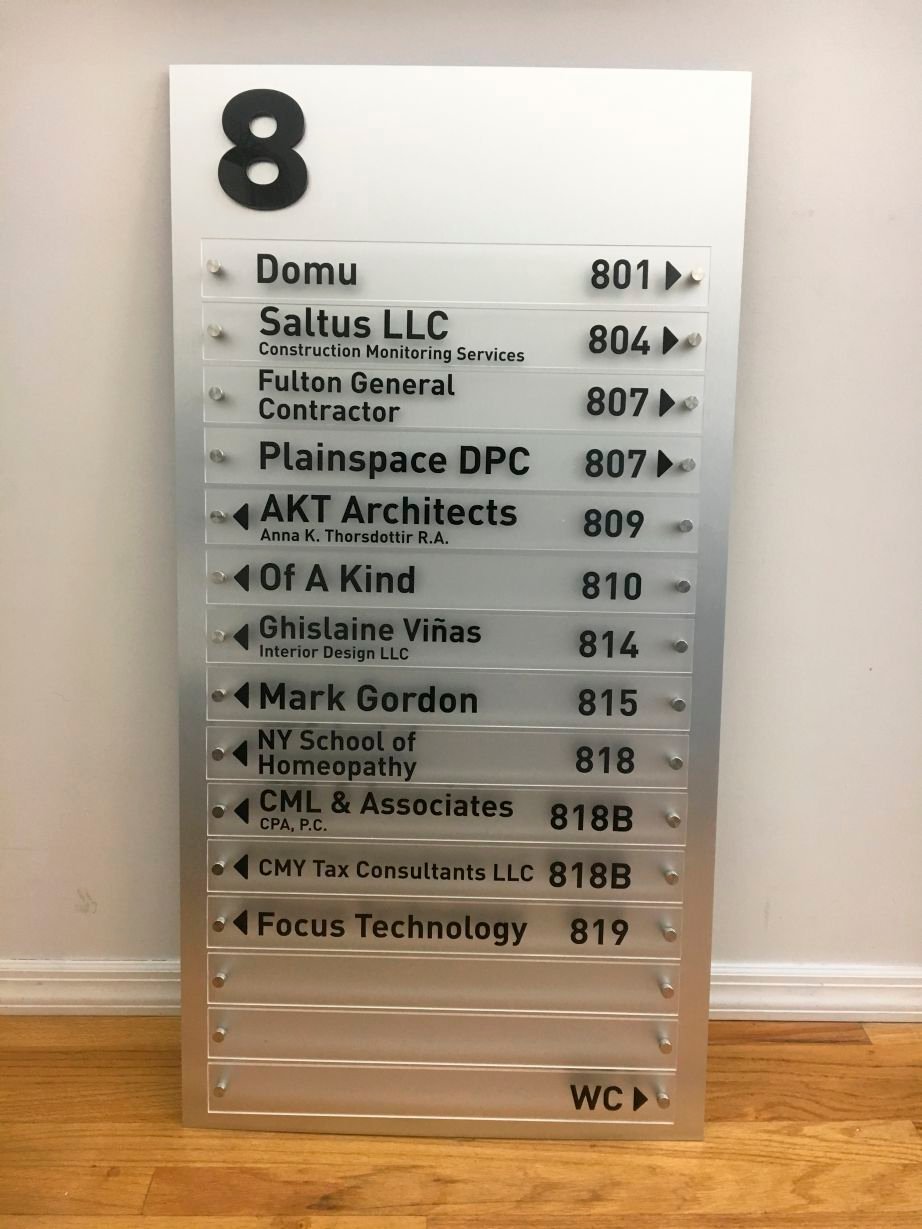 8
Domu 801 ▶
Saltus LLC 804 ▶
Construction Monitoring Services
Fulton General
Contractor 807 ▶
Plainspace DPC 807 ▶
◀ AKT Architects 809
Anna K. Thorsdottir R.A.
◀ Of A Kind 810
◀ Ghislaine Viñas 814
Interior Design LLC
◀ Mark Gordon 815
◀ NY School of
Homeopathy 818
◀ CML & Associates 818B
CPA, P.C.
◀ CMY Tax Consultants LLC 818B
◀ Focus Technology 819
WC ▶